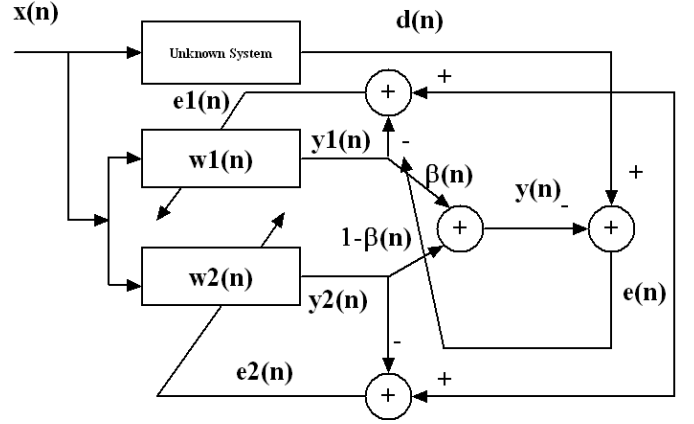 x(n)
d(n)
Unknown System
+
e1(n)
+
y1(n)
-
w1(n)
β(n)
y(n)
-
+
+
+
1-β(n)
w2(n)
y2(n)
e(n)
-
e2(n)
+
+